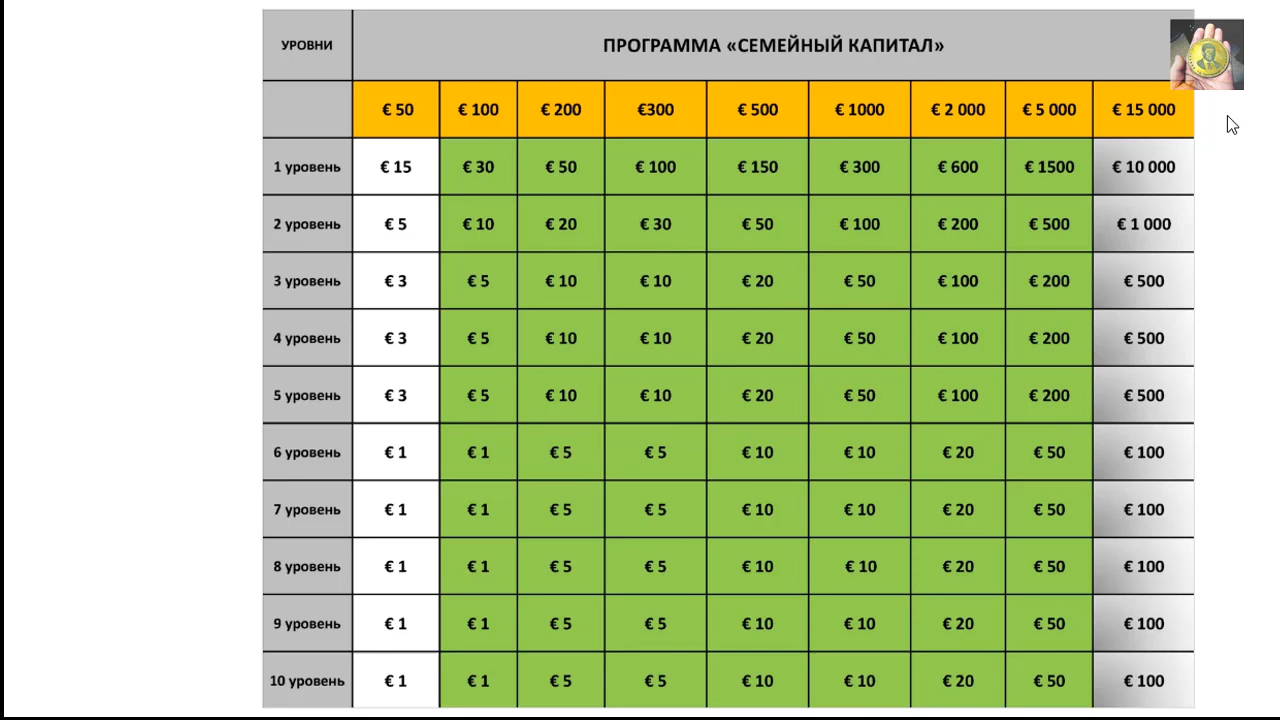 УРОВНИ ПРОГРАММА «СЕМЕЙНЫЙ КАПИТАЛ»
€ 50 € 100 € 200 €300 € 500 € 1000 € 2 000 € 5 000 € 15 000
1 уровень € 15 € 30 € 50 € 100 € 150 € 300 € 600 € 1500 € 10 000
2 уровень € 5 € 10 € 20 € 30 € 50 € 100 € 200 € 500 € 1 000
3 уровень € 3 € 5 € 10 € 10 € 20 € 50 € 100 € 200 € 500
4 уровень € 3 € 5 € 10 € 10 € 20 € 50 € 100 € 200 € 500
5 уровень € 3 € 5 € 10 € 10 € 20 € 50 € 100 € 200 € 500
6 уровень € 1 € 1 € 5 € 5 € 10 € 10 € 20 € 50 € 100
7 уровень € 1 € 1 € 5 € 5 € 10 € 10 € 20 € 50 € 100
8 уровень € 1 € 1 € 5 € 5 € 10 € 10 € 20 € 50 € 100
9 уровень € 1 € 1 € 5 € 5 € 10 € 10 € 20 € 50 € 100
10 уровень € 1 € 1 € 5 € 5 € 10 € 10 € 20 € 50 € 100